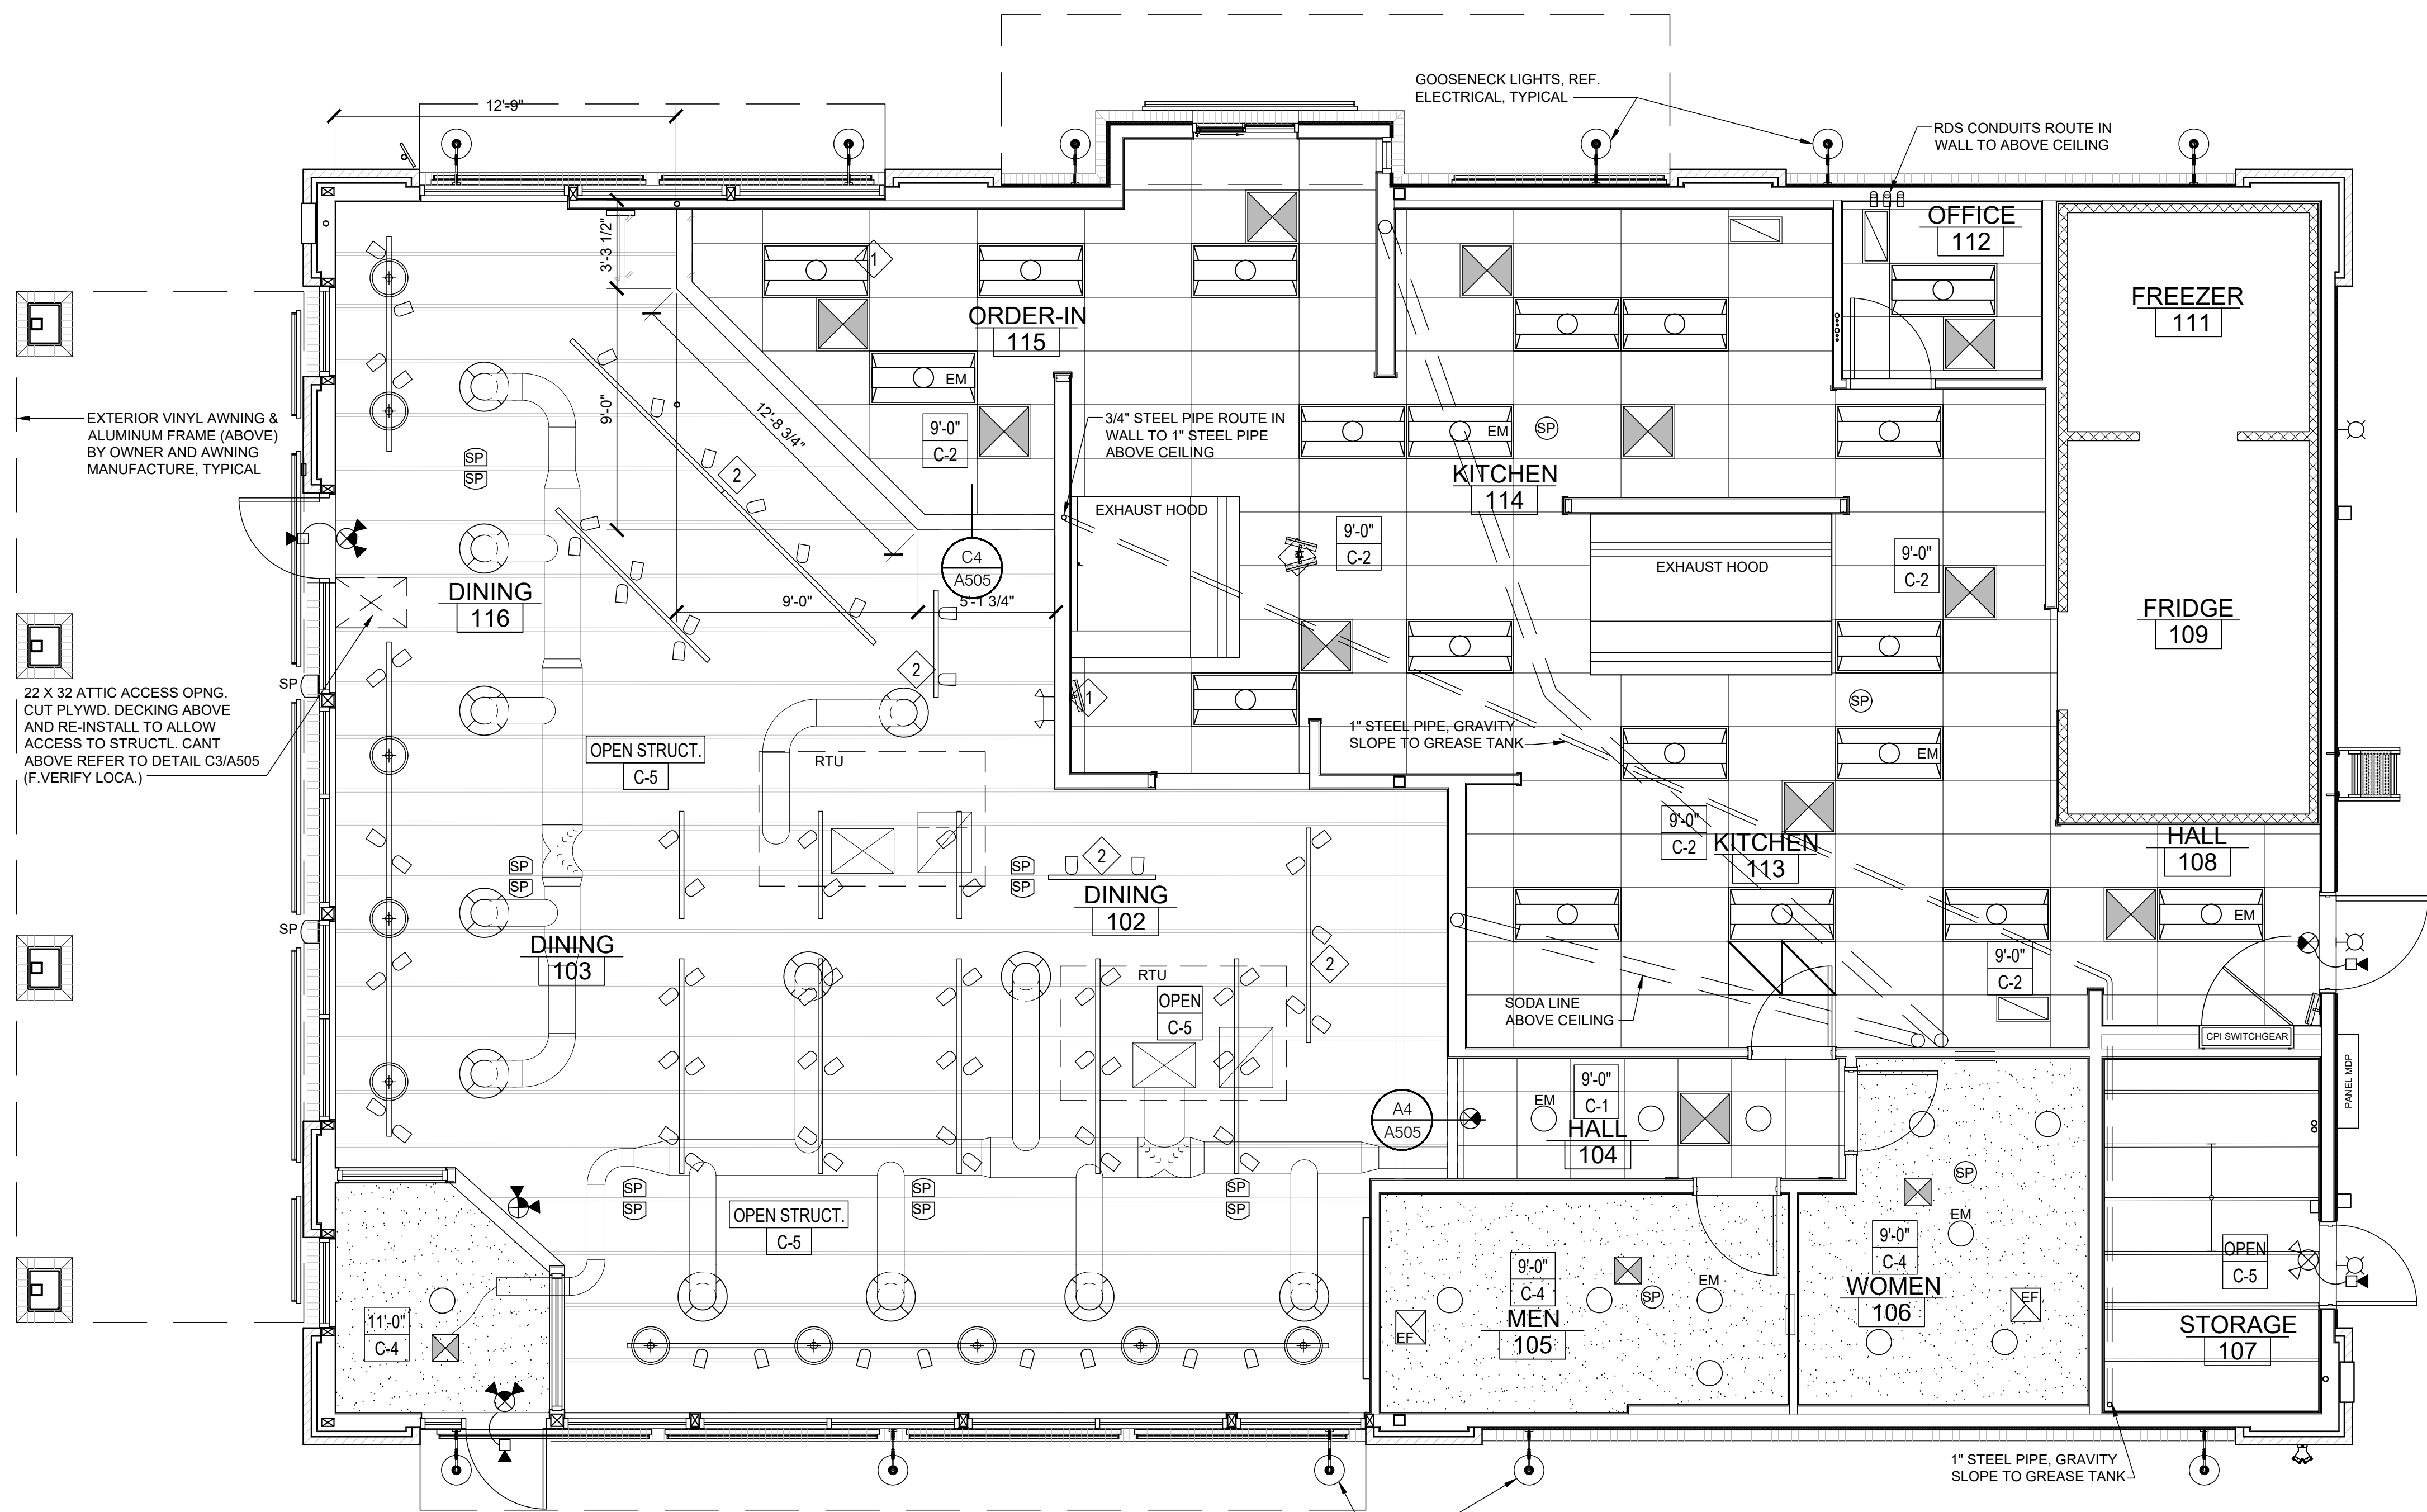 GOOSENECK LIGHTS, REF.
ELECTRICAL, TYPICAL
12'-9"
RDS CONDUITS ROUTE IN
WALL TO ABOVE CEILING
OFFICE
112
3'-3 1/2"
1
FREEZER
111
ORDER-IN
115
EM
9'-0"
12'-8 3/4"
EXTERIOR VINYL AWNING &
ALUMINUM FRAME (ABOVE)
BY OWNER AND AWNING
MANUFACTURE, TYPICAL
9'-0"
C-2
3/4" STEEL PIPE ROUTE IN
WALL TO 1" STEEL PIPE
ABOVE CEILING
EM
SP
SP
SP
2
KITCHEN
114
EXHAUST HOOD
9'-0"
C-2
9'-0"
C-2
EXHAUST HOOD
C4
A505
DINING
116
9'-0"
5'-1 3/4"
FRIDGE
109
2
SP
22 X 32 ATTIC ACCESS OPNG.
CUT PLYWD. DECKING ABOVE
AND RE-INSTALL TO ALLOW
ACCESS TO STRUCTL. CANT
ABOVE REFER TO DETAIL C3/A505
(F.VERIFY LOCA.)
1
SP
1" STEEL PIPE, GRAVITY
SLOPE TO GREASE TANK
OPEN STRUCT.
C-5
RTU
EM
9'-0"
C-2
KITCHEN
113
HALL
108
2
SP
SP
SP
SP
DINING
102
EM
SP
DINING
103
2
RTU
OPEN
C-5
9'-0"
C-2
SODA LINE
ABOVE CEILING
CPI SWITCHGEAR
PANEL MDP
9'-0"
C-1
EM
A4
A505
HALL
104
SP
SP
SP
SP
SP
SP
SP
OPEN STRUCT.
C-5
EM
9'-0"
C-4
WOMEN
106
EF
OPEN
C-5
9'-0"
C-4
MEN
105
SP
EM
EF
11'-0"
C-4
STORAGE
107
1" STEEL PIPE, GRAVITY
SLOPE TO GREASE TANK